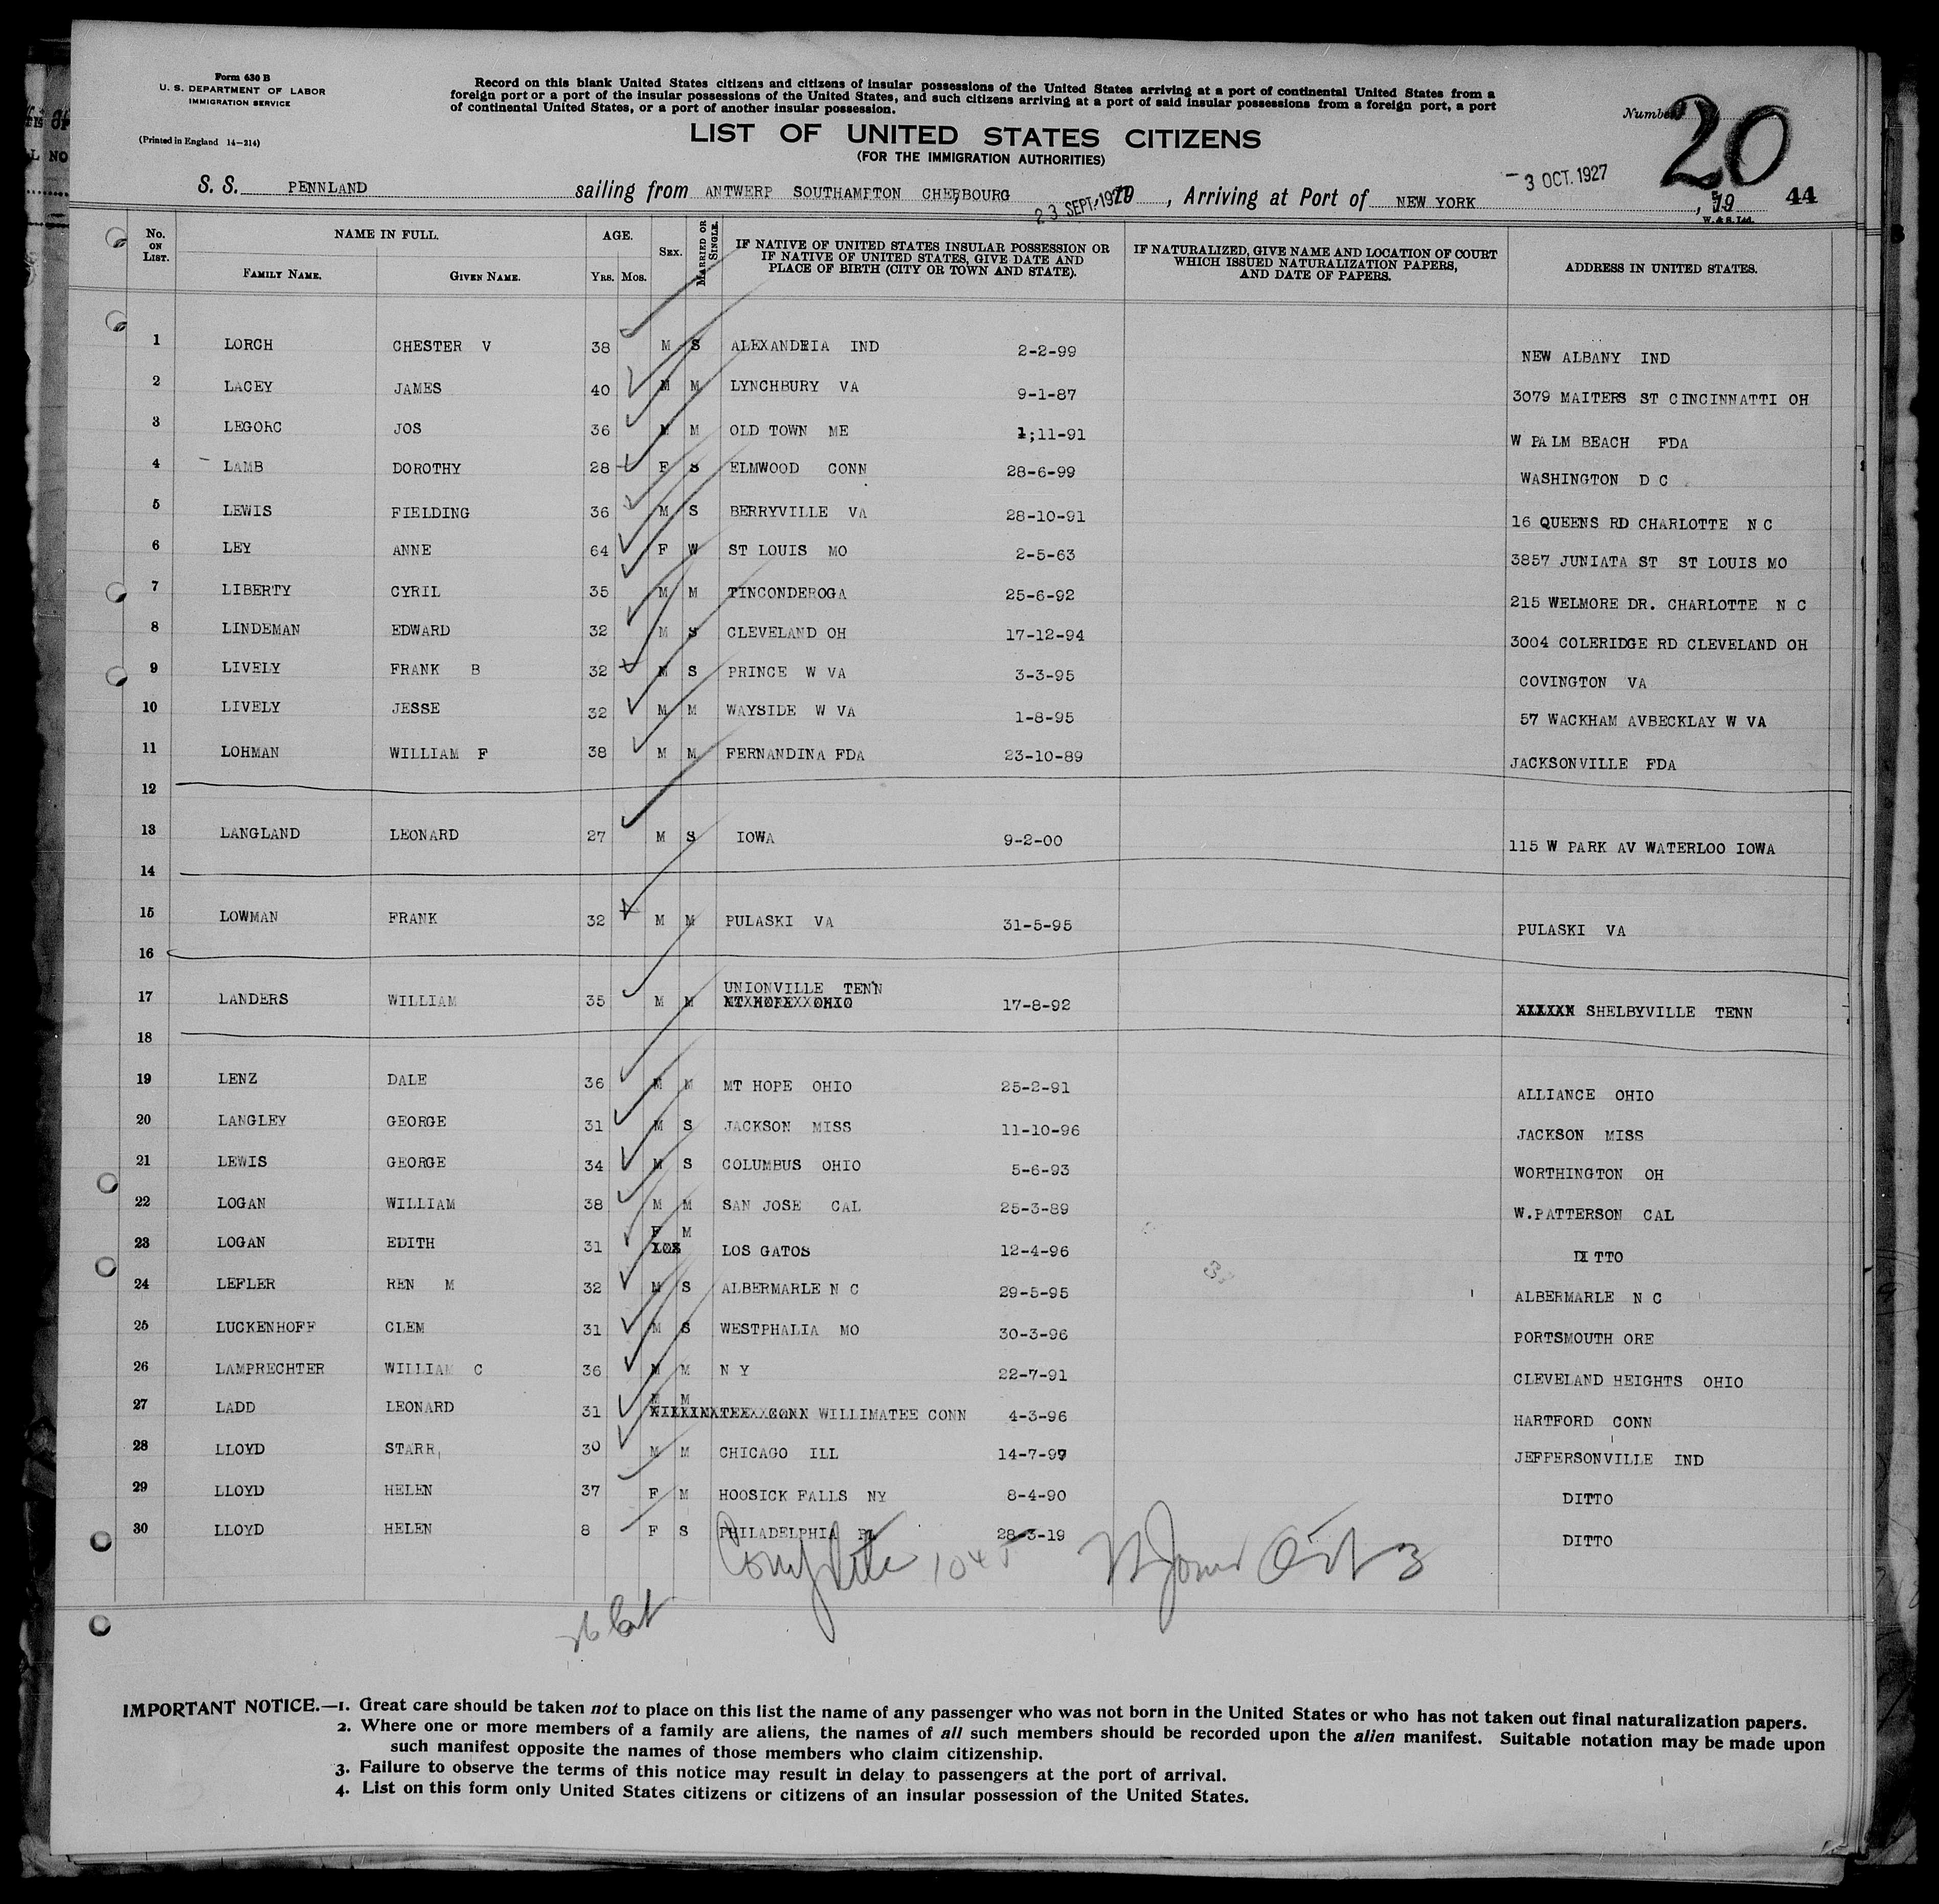 Form 630 B
U. S. DEPARTMENT OF LABOR
IMMIGRATION SERVICE
(Printed in England 14—214)
Record on this blank United States citizens and citizens of insular possessions of the United States arriving at a port of continental United States from a
foreign port or a port of the insular possessions of the United States, and such citizens arriving at a port of said insular possessions from a foreign port, a port
of continental United States, or a port of another insular possession.
LIST OF UNITED STATES CITIZENS
(FOR THE IMMIGRATION AUTHORITIES)
Number 20
S. S. PENNLAND sailing from ANTWERP SOUTHAMPTON CHERBOURG 23 SEPT. 1927, Arriving at Port of NEW YORK - 3 OCT. 1927, 19 44
W. & S. Ltd.
No. ON LIST. NAME IN FULL. FAMILY NAME. GIVEN NAME. AGE. YRS. MOS. SEX. MARRIED OR SINGLE. IF NATIVE OF UNITED STATES INSULAR POSSESSION OR IF NATIVE OF UNITED STATES, GIVE DATE AND PLACE OF BIRTH (CITY OR TOWN AND STATE). IF NATURALIZED, GIVE NAME AND LOCATION OF COURT WHICH ISSUED NATURALIZATION PAPERS, AND DATE OF PAPERS. ADDRESS IN UNITED STATES.
1 LORCH CHESTER V 38 M S ALEXANDRIA IND 2-2-99 NEW ALBANY IND
2 LACEY JAMES 40 M M LYNCHBURY VA 9-1-87 3079 MAITERS ST CINCINNATTI OH
3 LEGORC JOS 36 M M OLD TOWN ME 1;11-91 W PALM BEACH FDA
4 LAMB DOROTHY 28 F S ELMWOOD CONN 28-6-99 WASHINGTON D C
5 LEWIS FIELDING 36 M S BERRYVILLE VA 28-10-91 16 QUEENS RD CHARLOTTE N C
6 LEY ANNE 64 F W ST LOUIS MO 2-5-63 3857 JUNIATA ST ST LOUIS MO
7 LIBERTY CYRIL 35 M M TINCONDEROGA 25-6-92 215 WELMORE DR. CHARLOTTE N C
8 LINDEMAN EDWARD 32 M S CLEVELAND OH 17-12-94 3004 COLERIDGE RD CLEVELAND OH
9 LIVELY FRANK B 32 M S PRINCE W VA 3-3-95 COVINGTON VA
10 LIVELY JESSE 32 M M WAYSIDE W VA 1-8-95 57 WACKHAM AVBECKLAY W VA
11 LOHMAN WILLIAM F 38 M M FERNANDINA FDA 23-10-89 JACKSONVILLE FDA
12
13 LANGLAND LEONARD 27 M S IOWA 9-2-00 115 W PARK AV WATERLOO IOWA
14
15 LOWMAN FRANK 32 M M PULASKI VA 31-5-95 PULASKI VA
16
17 LANDERS WILLIAM 35 M M UNIONVILLE TENN MT HOPE OHIO 17-8-92 XXXXXX SHELBYVILLE TENN
18
19 LENZ DALE 36 M M MT HOPE OHIO 25-2-91 ALLIANCE OHIO
20 LANGLEY GEORGE 31 M S JACKSON MISS 11-10-96 JACKSON MISS
21 LEWIS GEORGE 34 M S COLUMBUS OHIO 5-6-93 WORTHINGTON OH
22 LOGAN WILLIAM 38 M M SAN JOSE CAL 25-3-89 W.PATTERSON CAL
23 LOGAN EDITH 31 F M LOS GATOS 12-4-96 DITTO
24 LEFLER REN M 32 M S ALBERMARLE N C 29-5-95 ALBERMARLE N C
25 LUCKENHOFF CLEM 31 M S WESTPHALIA MO 30-3-96 PORTSMOUTH ORE
26 LAMPRECHTER WILLIAM C 36 M M N Y 22-7-91 CLEVELAND HEIGHTS OHIO
27 LADD LEONARD 31 M M WILLIMATEE CONN 4-3-96 HARTFORD CONN
28 LLOYD STARR 30 M M CHICAGO ILL 14-7-97 JEFFERSONVILLE IND
29 LLOYD HELEN 37 F M HOOSICK FALLS NY 8-4-90 DITTO
30 LLOYD HELEN 8 F S PHILADELPHIA PA 28-3-19 DITTO
Complete
IMPORTANT NOTICE.—1. Great care should be taken not to place on this list the name of any passenger who was not born in the United States or who has not taken out final naturalization papers.
2. Where one or more members of a family are aliens, the names of all such members should be recorded upon the alien manifest. Suitable notation may be made upon
such manifest opposite the names of those members who claim citizenship.
3. Failure to observe the terms of this notice may result in delay to passengers at the port of arrival.
4. List on this form only United States citizens or citizens of an insular possession of the United States.